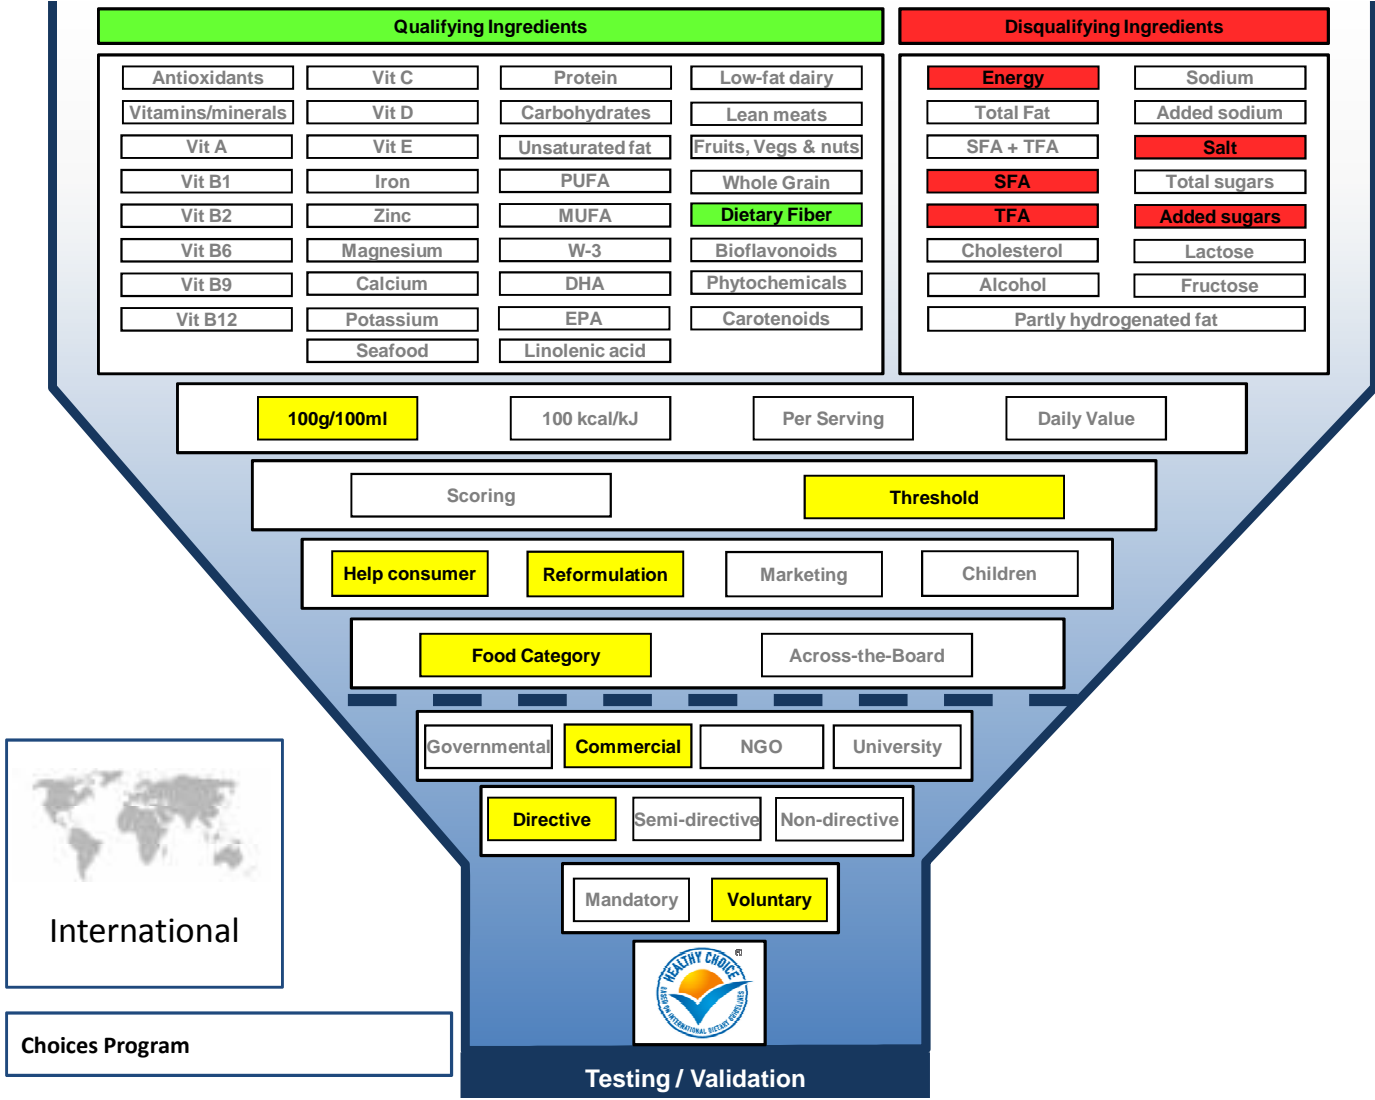 Qualifying Ingredients Disqualifying Ingredients
Antioxidants Vit C Protein Low-fat dairy Energy Sodium
Vitamins/minerals Vit D Carbohydrates Lean meats Total Fat Added sodium
Vit A Vit E Unsaturated fat Fruits, Vegs & nuts SFA + TFA Salt
Vit B1 Iron PUFA Whole Grain SFA Total sugars
Vit B2 Zinc MUFA Dietary Fiber TFA Added sugars
Vit B6 Magnesium W-3 Bioflavonoids Cholesterol Lactose
Vit B9 Calcium DHA Phytochemicals Alcohol Fructose
Vit B12 Potassium EPA Carotenoids Partly hydrogenated fat
Seafood Linolenic acid
100g/100ml 100 kcal/kJ Per Serving Daily Value
Scoring Threshold
Help consumer Reformulation Marketing Children
Food Category Across-the-Board
Governmental Commercial NGO University
Directive Semi-directive Non-directive
Mandatory Voluntary
International
HEALTHY CHOICE
BASED ON INTERNATIONAL DIETARY GUIDELINES
Choices Program
Testing / Validation